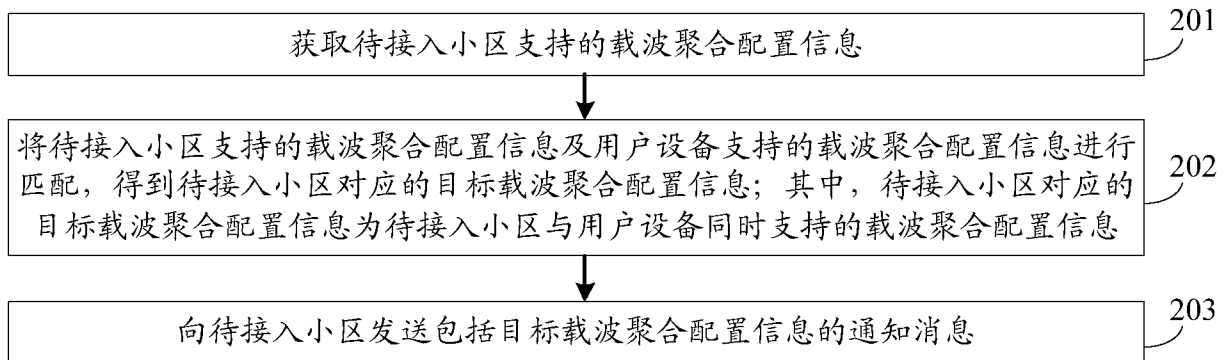 获取待接入小区支持的载波聚合配置信息
201
将待接入小区支持的载波聚合配置信息及用户设备支持的载波聚合配置信息进行
匹配，得到待接入小区对应的目标载波聚合配置信息；其中，待接入小区对应的
目标载波聚合配置信息为待接入小区与用户设备同时支持的载波聚合配置信息
202
向待接入小区发送包括目标载波聚合配置信息的通知消息
203